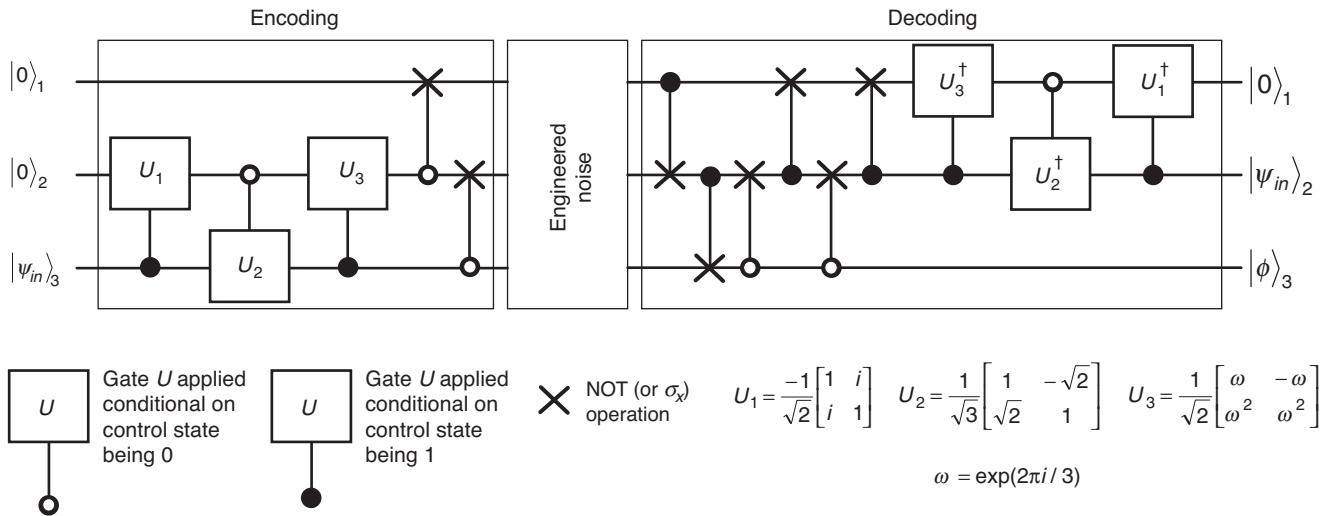 Encoding
Decoding
|0⟩₁
|0⟩₂
|ψ_in⟩₃
U₁
U₂
U₃
Engineered
noise
U₃†
U₂†
U₁†
|0⟩₁
|ψ_in⟩₂
|ϕ⟩₃
U
Gate U applied
conditional on
control state
being 0
U
Gate U applied
conditional on
control state
being 1
NOT (or σₓ)
operation
U₁ = −1/√2 [1 i; i 1]
U₂ = 1/√3 [1 −√2; √2 1]
U₃ = 1/√2 [ω −ω; ω² ω²]
ω = exp(2πi / 3)